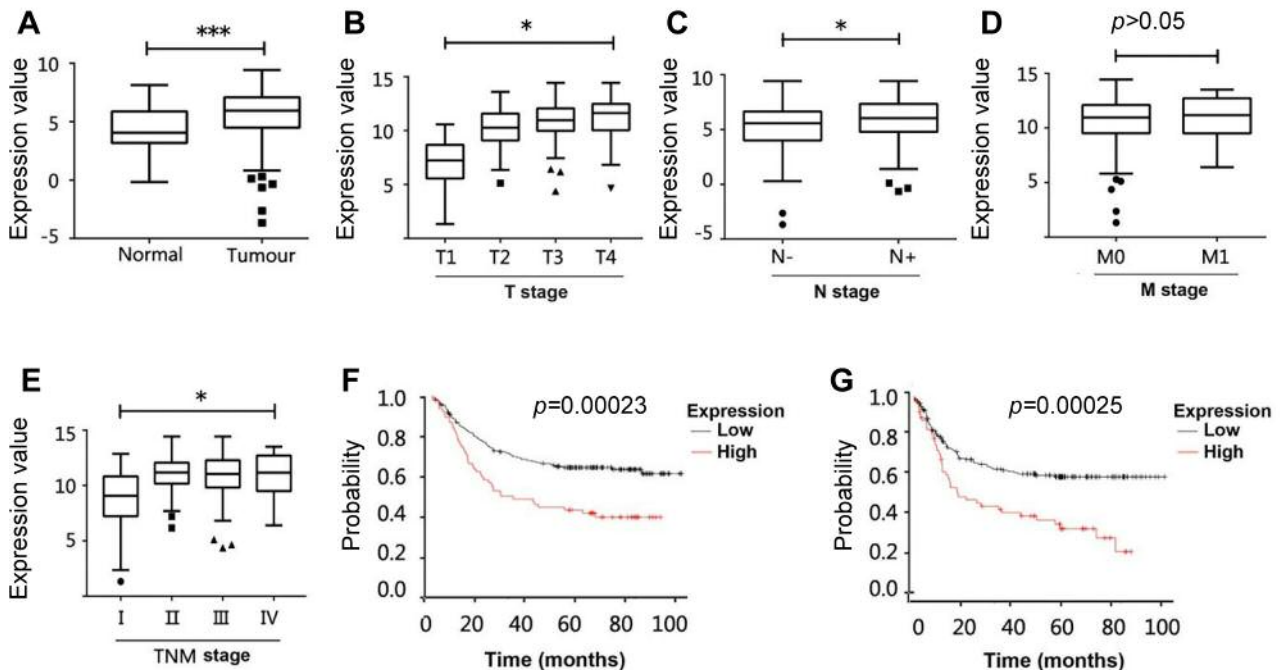 A
***
Expression value
10
5
0
-5
Normal
Tumour
B
*
Expression value
15
10
5
T1
T2
T3
T4
T stage
C
*
Expression value
10
5
0
-5
N-
N+
N stage
D
p>0.05
Expression value
15
10
5
M0
M1
M stage
E
*
Expression value
15
10
5
I
II
III
IV
TNM stage
F
p=0.00023
Probability
1.0
0.8
0.6
0.4
0.2
0.0
0
20
40
60
80
100
Time (months)
Expression
Low
High
G
p=0.00025
Probability
1.0
0.8
0.6
0.4
0.2
0.0
0
20
40
60
80
100
Time (months)
Expression
Low
High